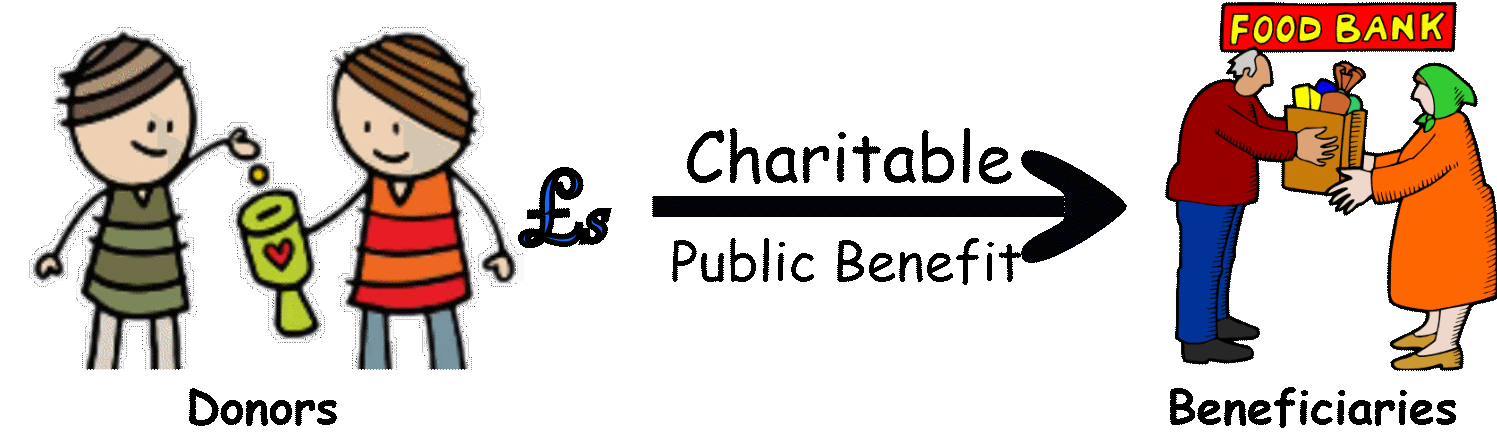 FOOD BANK
£s
Charitable
Public Benefit
Donors
Beneficiaries